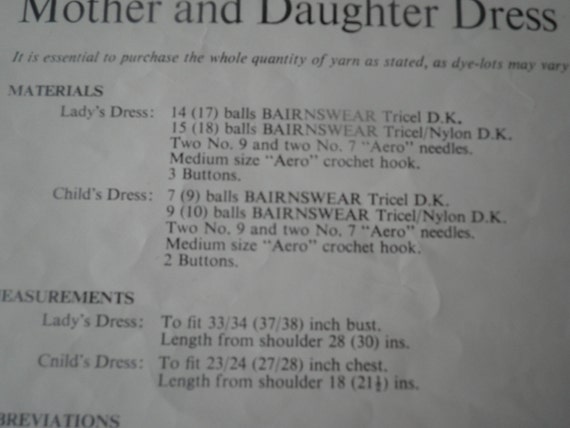 Mother and Daughter Dress
It is essential to purchase the whole quantity of yarn as stated, as dye-lots may vary
MATERIALS
Lady's Dress: 14 (17) balls BAIRNSWEAR Tricel D.K.
15 (18) balls BAIRNSWEAR Tricel/Nylon D.K.
Two No. 9 and two No. 7 "Aero" needles.
Medium size "Aero" crochet hook.
3 Buttons.
Child's Dress: 7 (9) balls BAIRNSWEAR Tricel D.K.
9 (10) balls BAIRNSWEAR Tricel/Nylon D.K.
Two No. 9 and two No. 7 "Aero" needles.
Medium size "Aero" crochet hook.
2 Buttons.
EASUREMENTS
Lady's Dress: To fit 33/34 (37/38) inch bust.
Length from shoulder 28 (30) ins.
Child's Dress: To fit 23/24 (27/28) inch chest.
Length from shoulder 18 (21½) ins.
BREVIATIONS